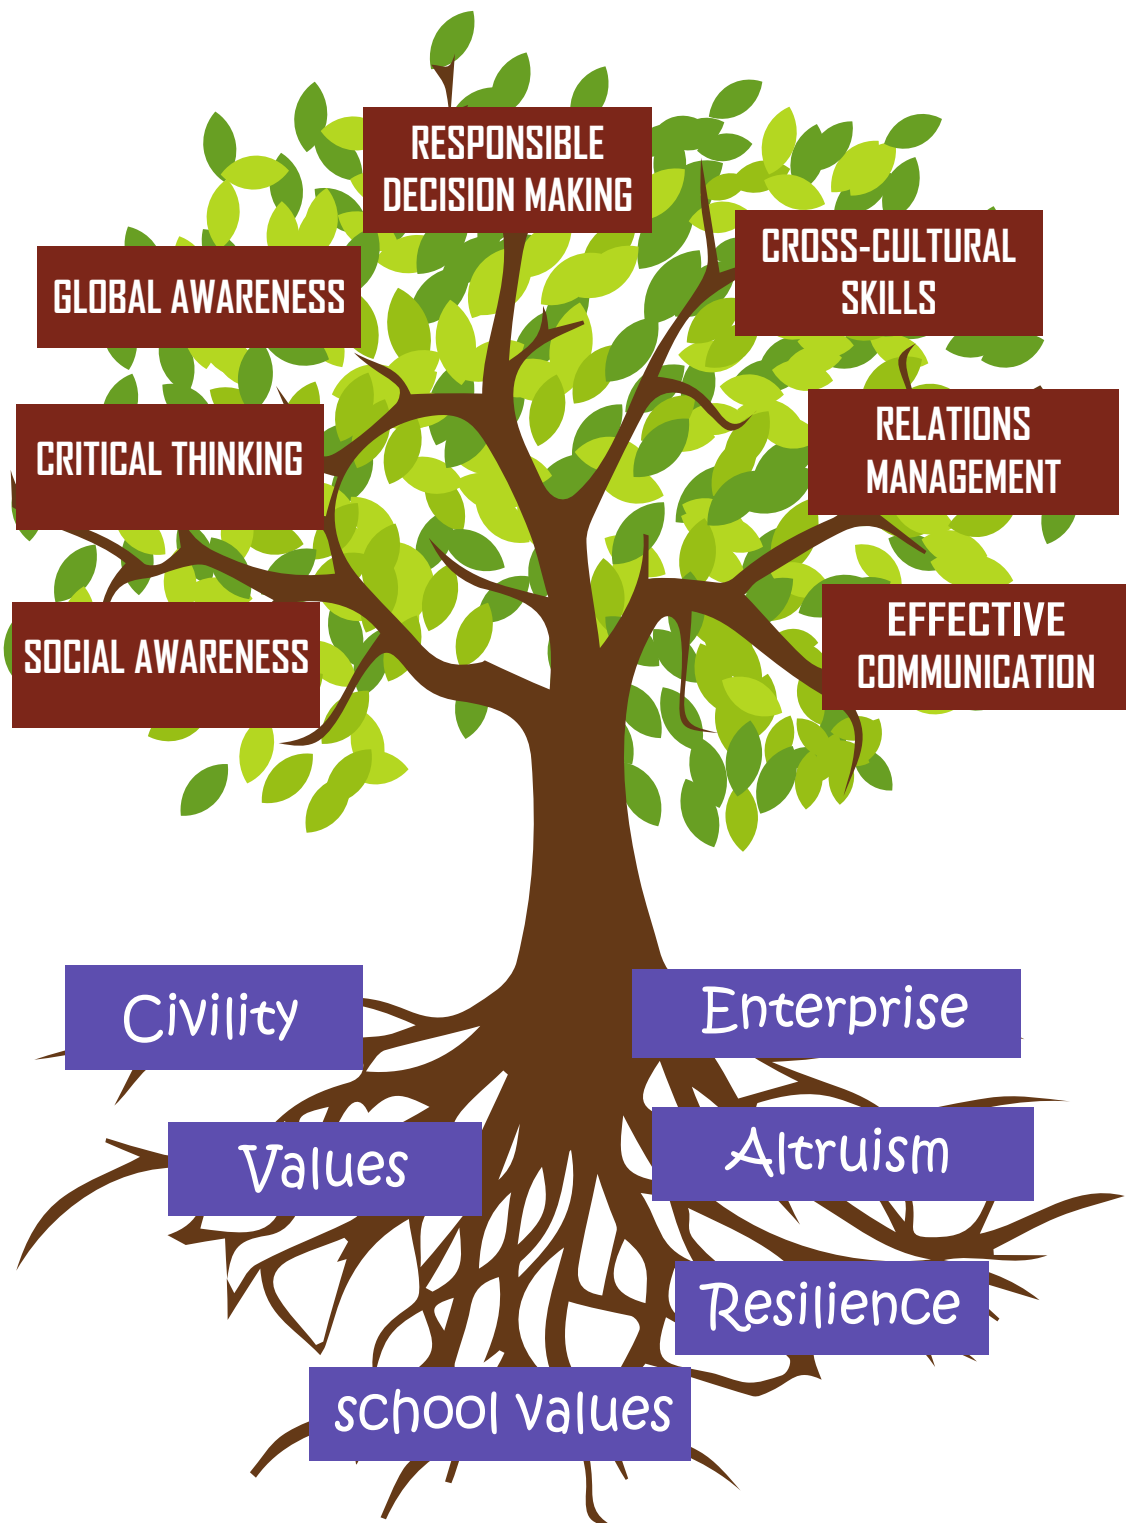 RESPONSIBLE
DECISION MAKING
CROSS-CULTURAL
SKILLS
GLOBAL AWARENESS
RELATIONS
MANAGEMENT
CRITICAL THINKING
EFFECTIVE
COMMUNICATION
SOCIAL AWARENESS
Civility
Enterprise
Values
Altruism
Resilience
school values